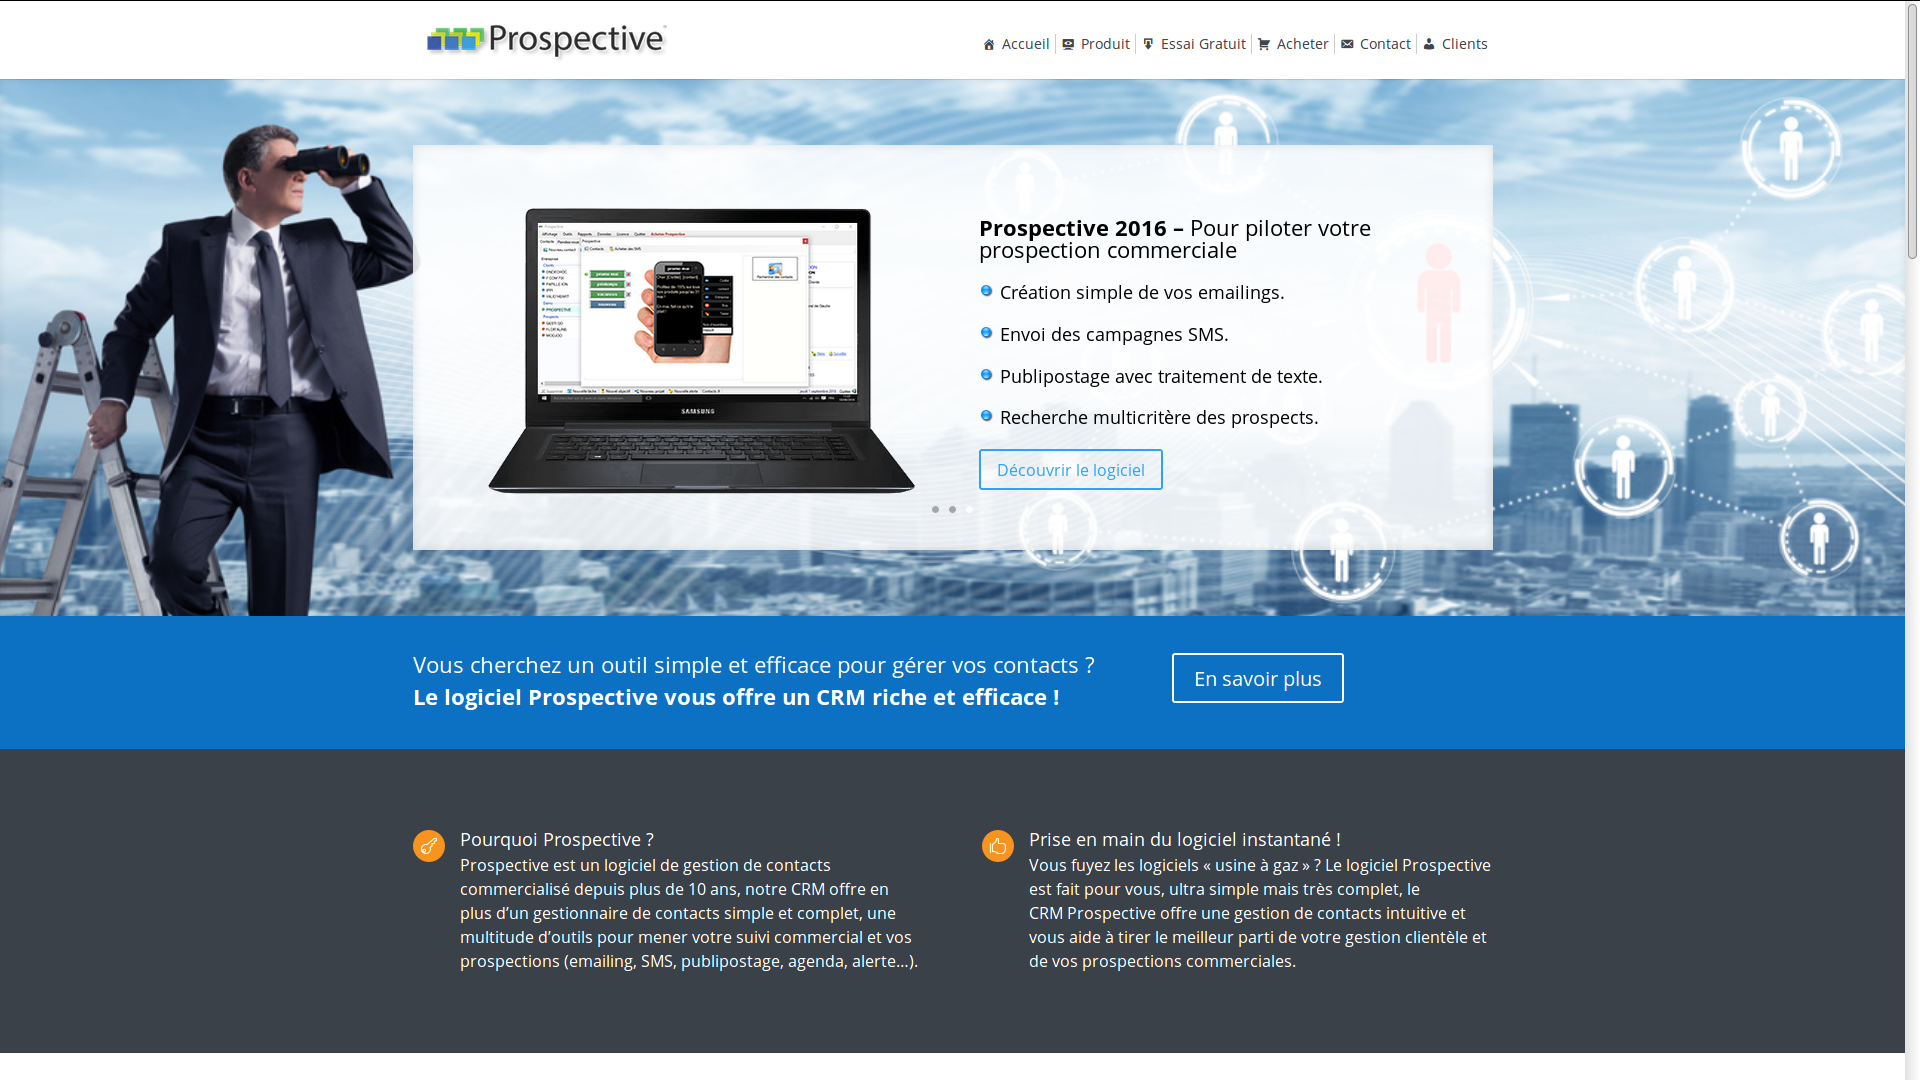 Prospective
Accueil
Produit
Essai Gratuit
Acheter
Contact
Clients
Prospective 2016 – Pour piloter votre
prospection commerciale
Création simple de vos emailings.
Envoi des campagnes SMS.
Publipostage avec traitement de texte.
Recherche multicritère des prospects.
Découvrir le logiciel
SAMSUNG
Vous cherchez un outil simple et efficace pour gérer vos contacts ?
Le logiciel Prospective vous offre un CRM riche et efficace !
En savoir plus
Pourquoi Prospective ?
Prospective est un logiciel de gestion de contacts
commercialisé depuis plus de 10 ans, notre CRM offre en
plus d’un gestionnaire de contacts simple et complet, une
multitude d’outils pour mener votre suivi commercial et vos
prospections (emailing, SMS, publipostage, agenda, alerte…).
Prise en main du logiciel instantané !
Vous fuyez les logiciels « usine à gaz » ? Le logiciel Prospective
est fait pour vous, ultra simple mais très complet, le
CRM Prospective offre une gestion de contacts intuitive et
vous aide à tirer le meilleur parti de votre gestion clientèle et
de vos prospections commerciales.